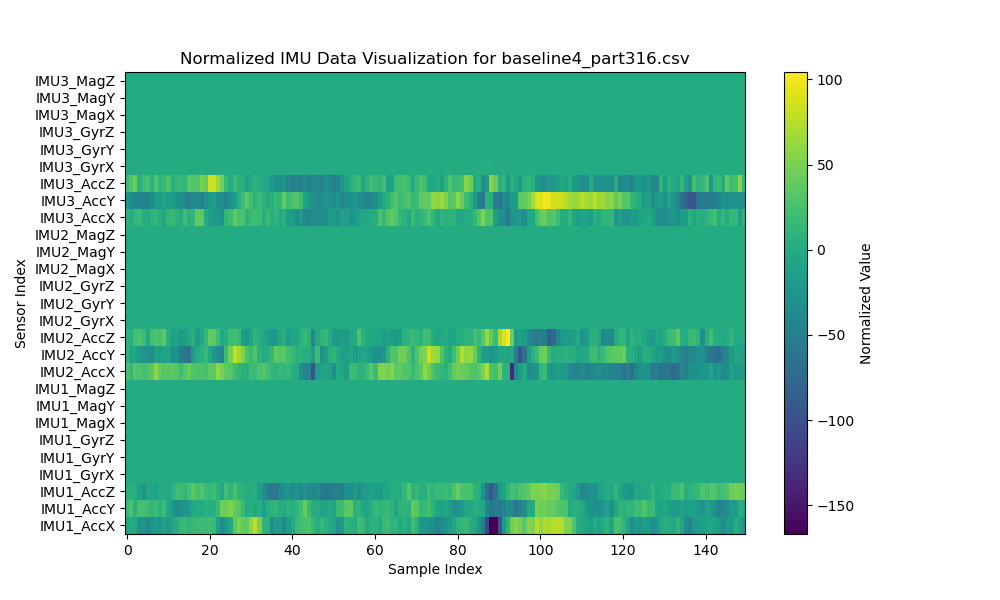 Normalized IMU Data Visualization for baseline4_part316.csv
IMU3_MagZ
IMU3_MagY
IMU3_MagX
IMU3_GyrZ
IMU3_GyrY
IMU3_GyrX
IMU3_AccZ
IMU3_AccY
IMU3_AccX
IMU2_MagZ
IMU2_MagY
IMU2_MagX
IMU2_GyrZ
IMU2_GyrY
IMU2_GyrX
IMU2_AccZ
IMU2_AccY
IMU2_AccX
IMU1_MagZ
IMU1_MagY
IMU1_MagX
IMU1_GyrZ
IMU1_GyrY
IMU1_GyrX
IMU1_AccZ
IMU1_AccY
IMU1_AccX
Sensor Index
0 20 40 60 80 100 120 140
Sample Index
100
50
0
−50
−100
−150
Normalized Value